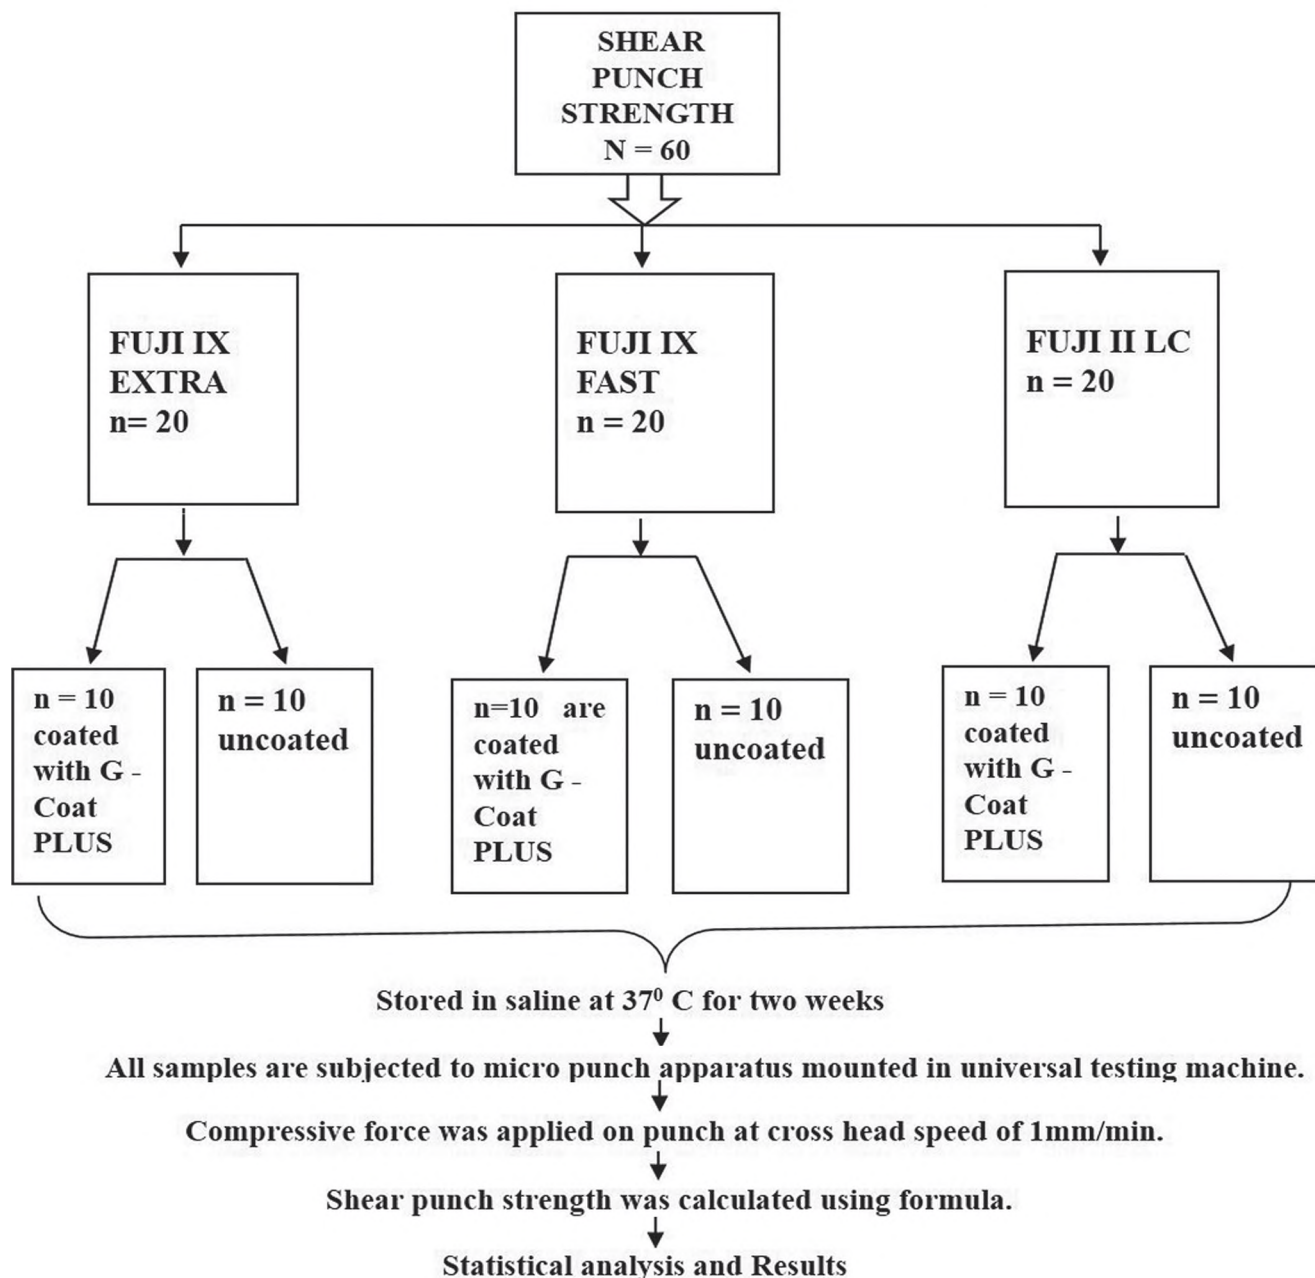 SHEAR
PUNCH
STRENGTH
N = 60
FUJI IX
EXTRA
n= 20
FUJI IX
FAST
n = 20
FUJI II LC
n = 20
n = 10
coated
with G -
Coat
PLUS
n = 10
uncoated
n=10 are
coated
with G -
Coat
PLUS
n = 10
uncoated
n = 10
coated
with G -
Coat
PLUS
n = 10
uncoated
Stored in saline at 37⁰ C for two weeks
All samples are subjected to micro punch apparatus mounted in universal testing machine.
Compressive force was applied on punch at cross head speed of 1mm/min.
Shear punch strength was calculated using formula.
Statistical analysis and Results